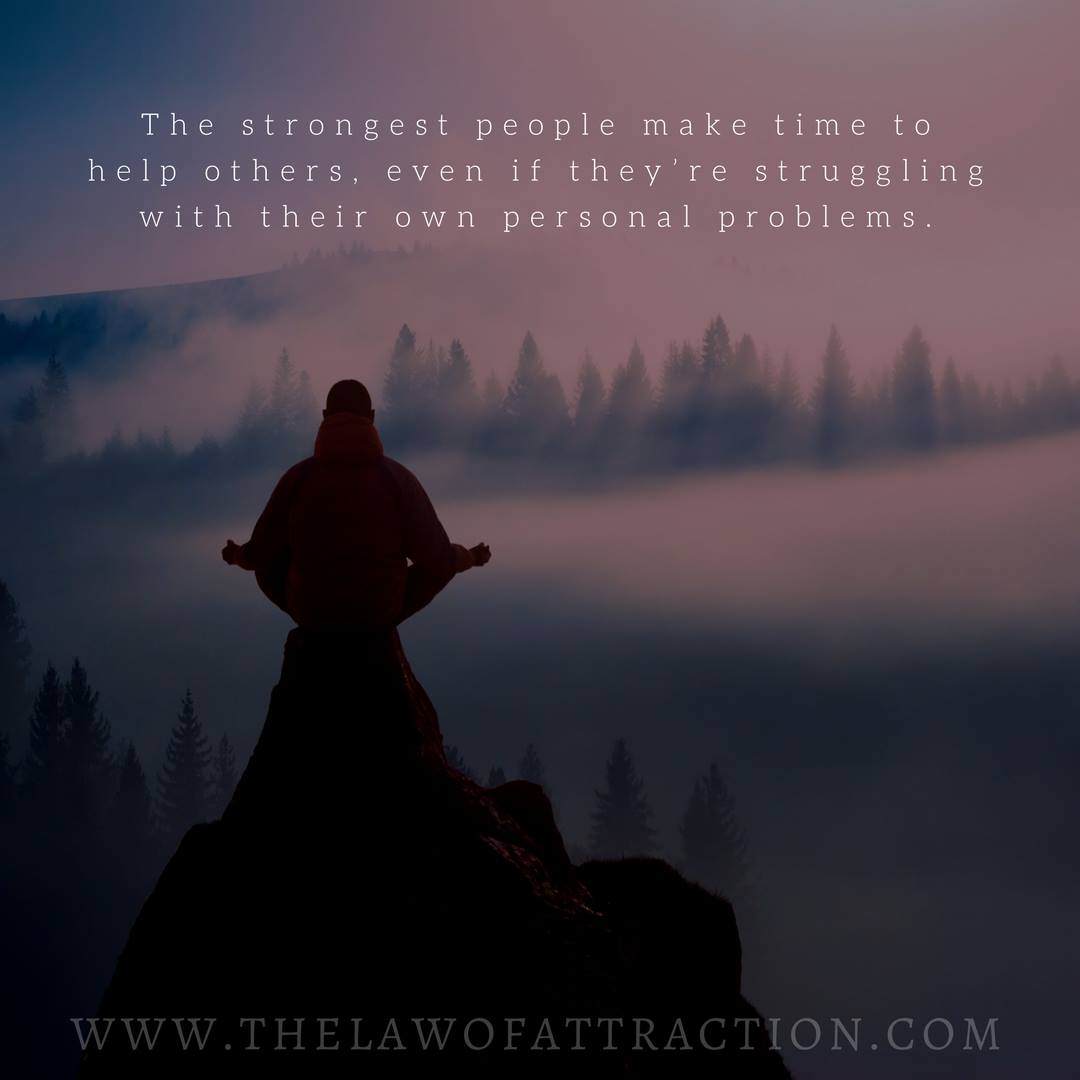 The strongest people make time to
help others, even if they’re struggling
with their own personal problems.
WWW.THELAWOFATTRACTION.COM